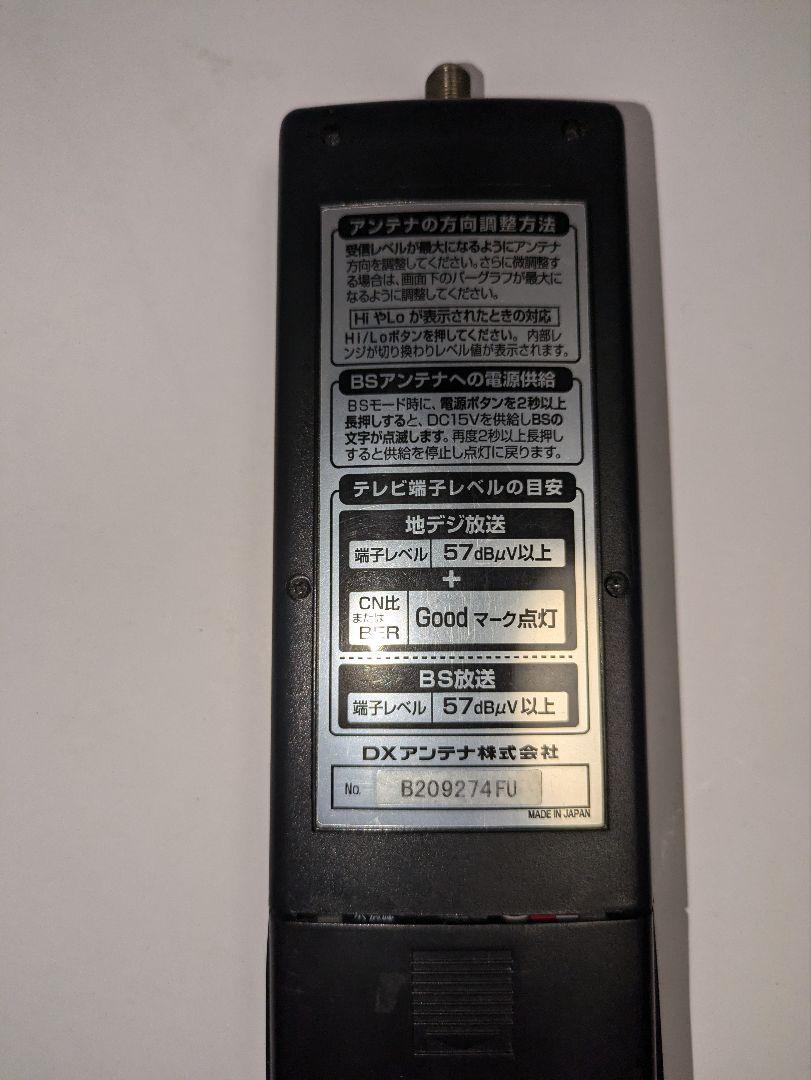 アンテナの方向調整方法
受信レベルが最大になるようにアンテナ
方向を調整してください。さらに微調整す
る場合は、画面下のバーグラフが最大に
なるように調整してください。
HiやLoが表示されたときの対応
Hi/Loボタンを押してください。内部レ
ンジが切り換わりレベル値が表示されます。
BSアンテナへの電源供給
BSモード時に、電源ボタンを2秒以上
長押しすると、DC15Vを供給しBSの
文字が点滅します。再度2秒以上長押し
すると供給を停止し点灯に戻ります。
テレビ端子レベルの目安
地デジ放送
端子レベル 57dBμV以上
+
CN比
または
BER
Goodマーク点灯
BS放送
端子レベル 57dBμV以上
DXアンテナ株式会社
No. B209274FU
MADE IN JAPAN